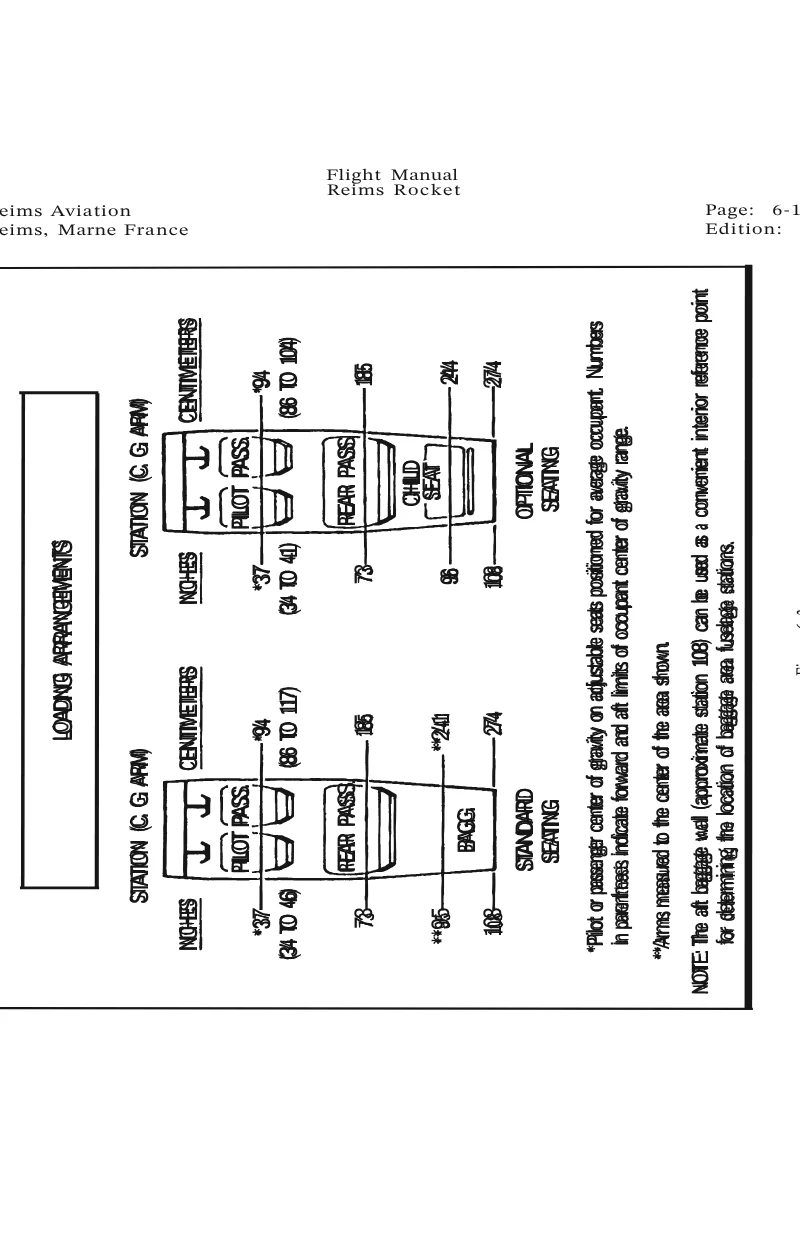 Flight Manual
Reims Rocket
eims Aviation
eims, Marne France
Page: 6-1
Edition:
LOADING ARRANGEMENTS
STATION (C. G. ARM)
INCHES
CENTIMETERS
PILOT PASS.
*37
*94
(34 TO 46)
(86 TO 117)
REAR PASS.
73
185
**95
**241
BAGG.
108
274
STANDARD
SEATING
STATION (C. G. ARM)
INCHES
CENTIMETERS
PILOT PASS.
*37
*94
(34 TO 41)
(86 TO 104)
REAR PASS.
73
185
CHILD
SEAT
96
244
108
274
OPTIONAL
SEATING
*Pilot or passenger center of gravity on adjustable seats positioned for average occupant. Numbers
in parentheses indicate forward and aft limits of occupant center of gravity range.
**Arms measured to the center of the area shown.
NOTE: The aft baggage wall (approximate station 108) can be used as a convenient interior reference point
for determining the location of baggage area fuselage stations.